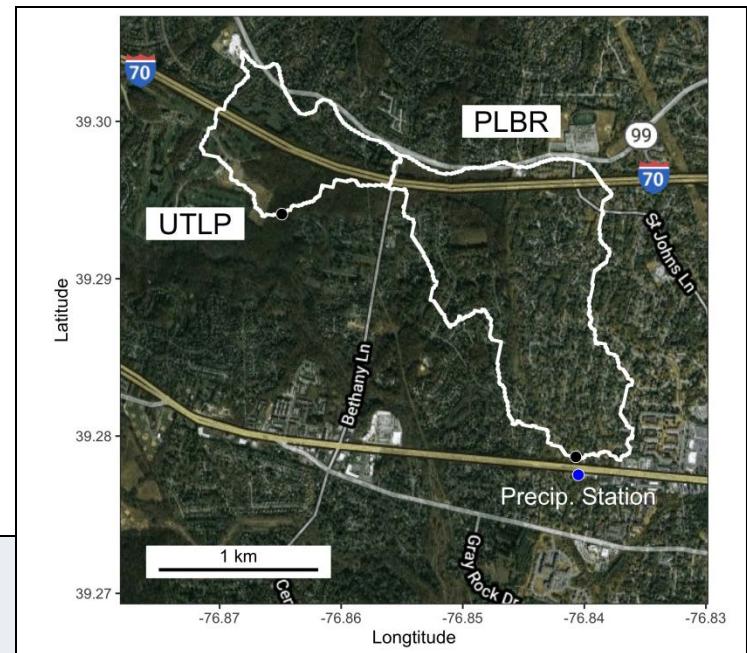 70
39.30
PLBR
99
70
UTLP
St Johns Ln
39.29
Latitude
Bethany Ln
39.28
Precip. Station
1 km
Cen
Gray Rock Dr
39.27
-76.87
-76.86
-76.85
-76.84
-76.83
Longtitude